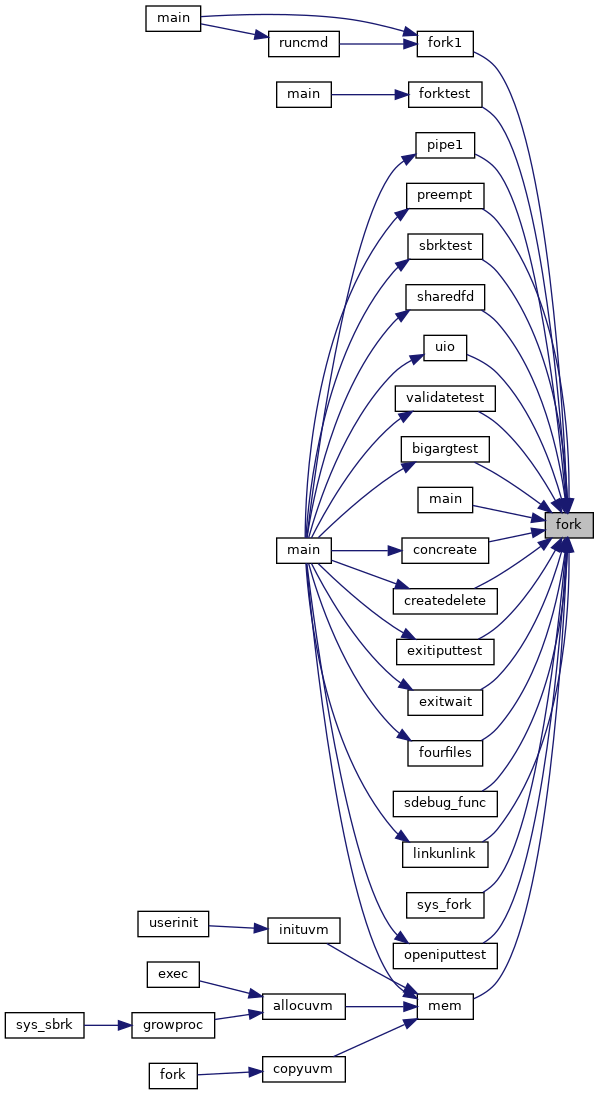 main
runcmd
fork1
main
forktest
pipe1
preempt
sbrktest
sharedfd
uio
validatetest
bigargtest
main
fork
main
concreate
createdelete
exitiputtest
exitwait
fourfiles
sdebug_func
linkunlink
sys_fork
userinit
inituvm
openiputtest
exec
allocuvm
mem
sys_sbrk
growproc
fork
copyuvm